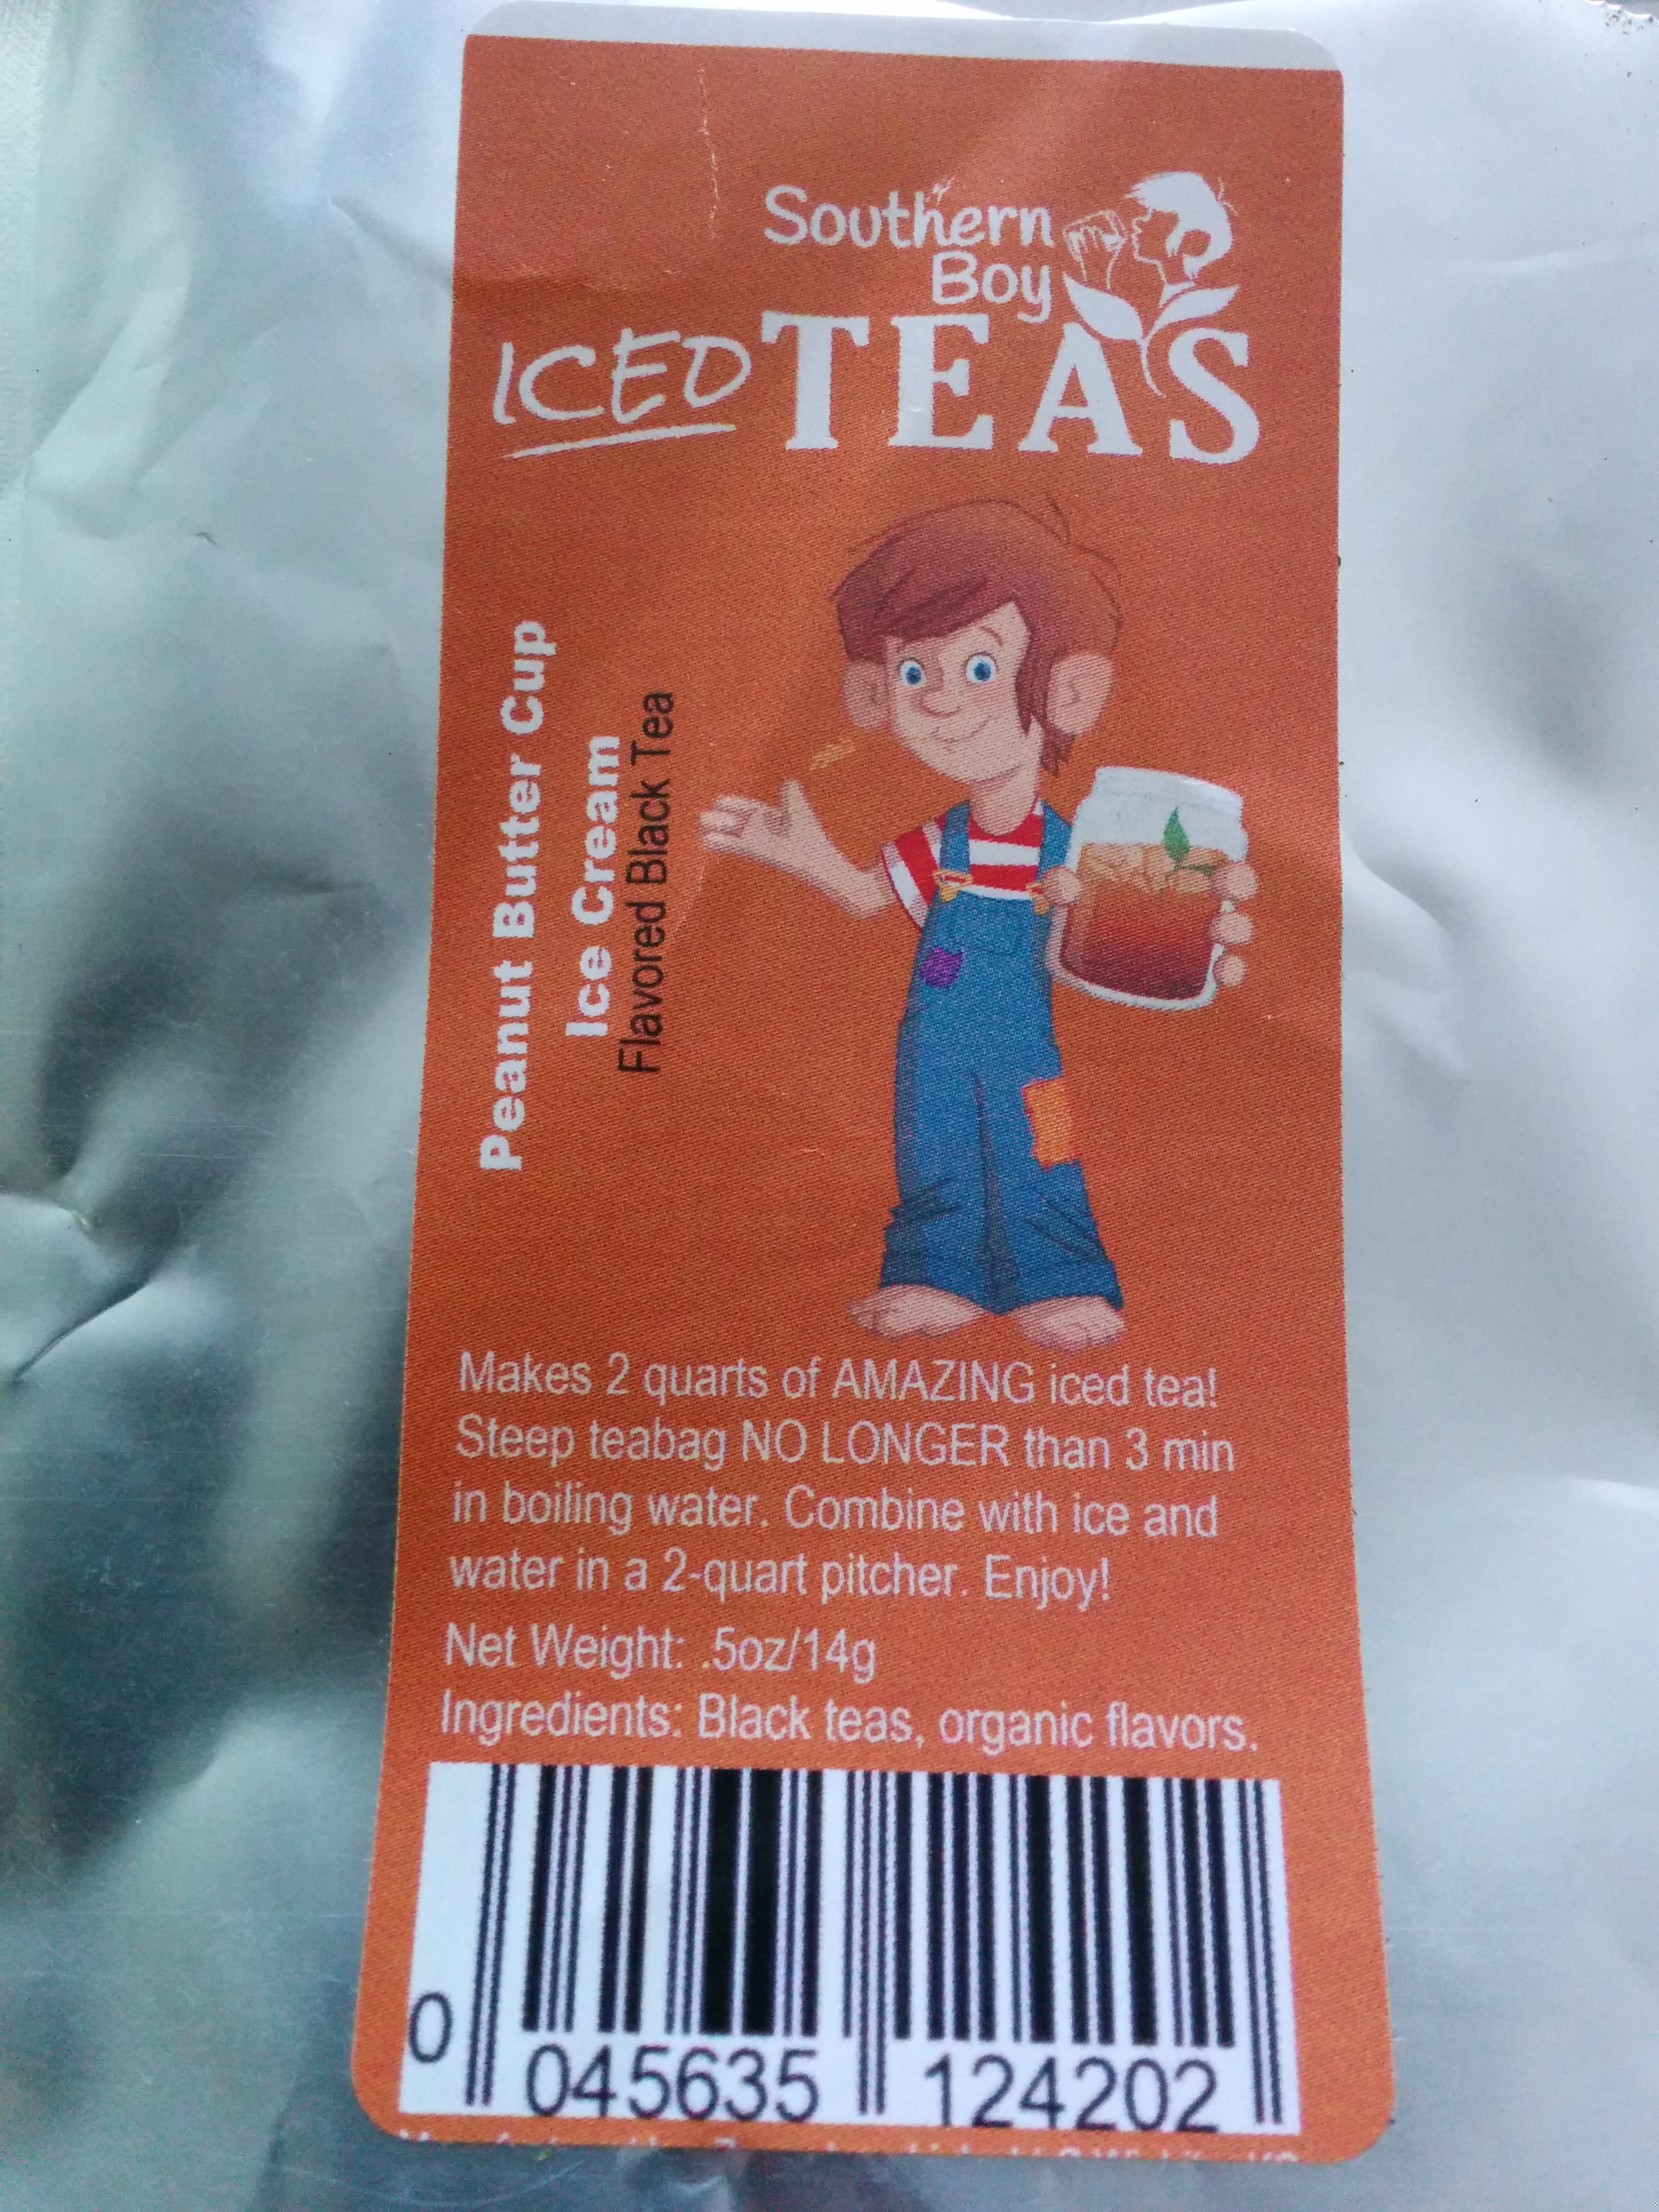 Southern
Boy
ICED TEAS
Peanut Butter Cup
Ice Cream
Flavored Black Tea
Makes 2 quarts of AMAZING iced tea!
Steep teabag NO LONGER than 3 min
in boiling water. Combine with ice and
water in a 2-quart pitcher. Enjoy!
Net Weight: .5oz/14g
Ingredients: Black teas, organic flavors.
0 045635 124202